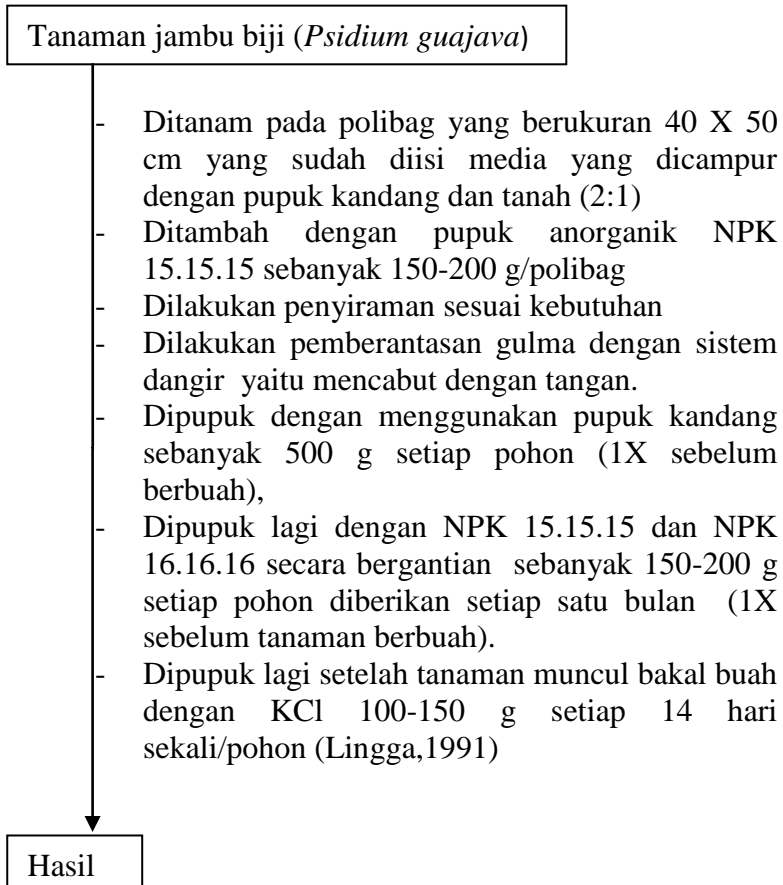 Tanaman jambu biji (Psidium guajava)
- Ditanam pada polibag yang berukuran 40 X 50
cm yang sudah diisi media yang dicampur
dengan pupuk kandang dan tanah (2:1)
- Ditambah dengan pupuk anorganik NPK
15.15.15 sebanyak 150-200 g/polibag
- Dilakukan penyiraman sesuai kebutuhan
- Dilakukan pemberantasan gulma dengan sistem
dangir yaitu mencabut dengan tangan.
- Dipupuk dengan menggunakan pupuk kandang
sebanyak 500 g setiap pohon (1X sebelum
berbuah),
- Dipupuk lagi dengan NPK 15.15.15 dan NPK
16.16.16 secara bergantian sebanyak 150-200 g
setiap pohon diberikan setiap satu bulan (1X
sebelum tanaman berbuah).
- Dipupuk lagi setelah tanaman muncul bakal buah
dengan KCl 100-150 g setiap 14 hari
sekali/pohon (Lingga,1991)
Hasil